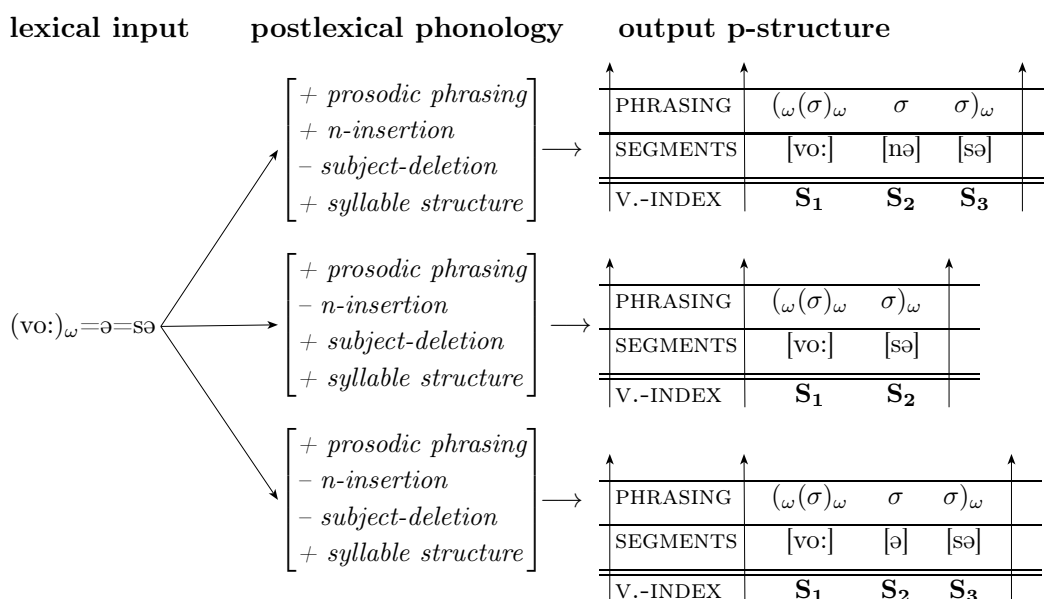 lexical input postlexical phonology output p-structure
+ prosodic phrasing
+ n-insertion
– subject-deletion
+ syllable structure
⟶
PHRASING (ω(σ)ω σ σ)ω
SEGMENTS [vo:] [nə] [sə]
V.-INDEX S1 S2 S3
(vo:)ω=ə=sə
+ prosodic phrasing
– n-insertion
+ subject-deletion
+ syllable structure
⟶
PHRASING (ω(σ)ω σ)ω
SEGMENTS [vo:] [sə]
V.-INDEX S1 S2
+ prosodic phrasing
– n-insertion
– subject-deletion
+ syllable structure
⟶
PHRASING (ω(σ)ω σ σ)ω
SEGMENTS [vo:] [ə] [sə]
V.-INDEX S1 S2 S3